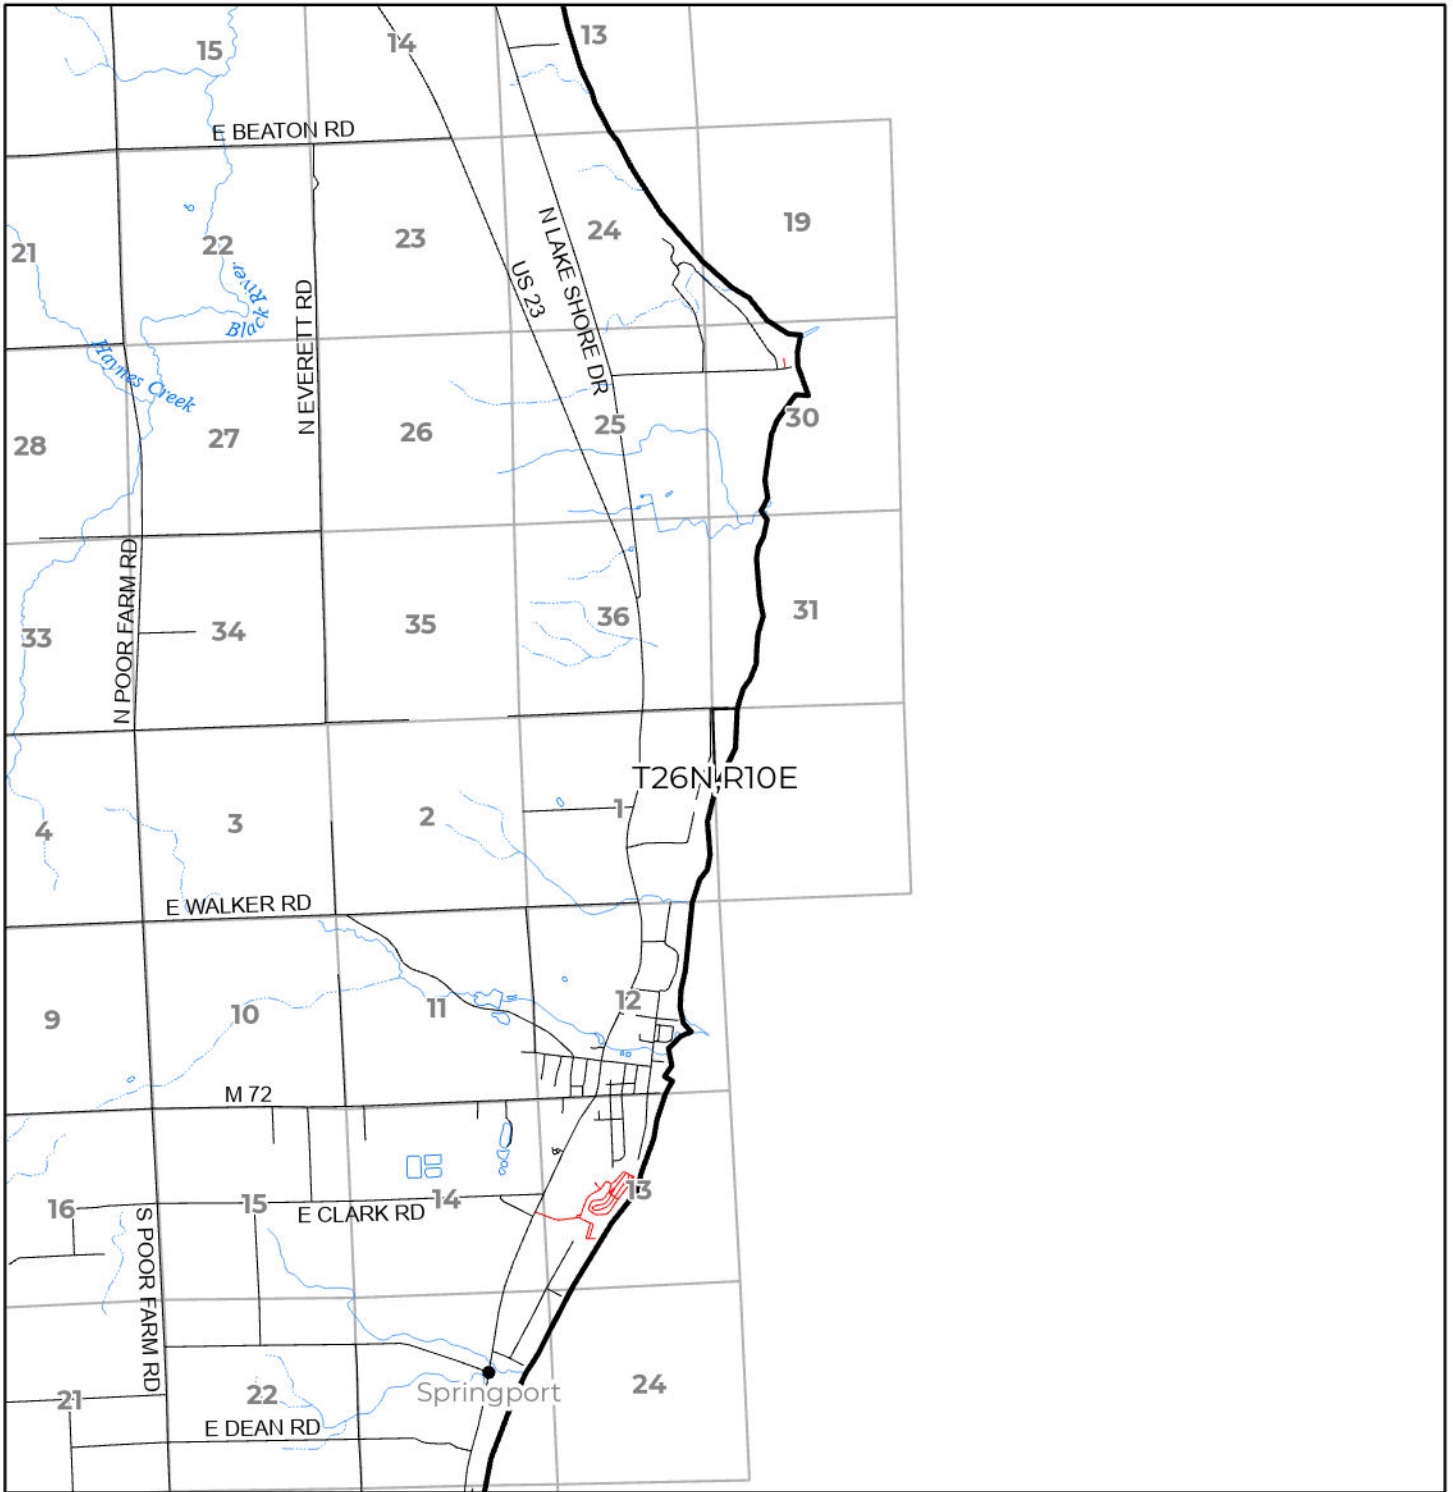 13
14
15
E BEATON RD
19
24
23
22
21
N LAKE SHORE DR
US 23
Black River
N EVERETT RD
Haynes Creek
30
25
26
27
28
N POOR FARM RD
31
36
35
34
33
T26N,R10E
1
2
3
4
E WALKER RD
12
11
10
9
M 72
13
14
15
16
E CLARK RD
S POOR FARM RD
24
Springport
22
21
E DEAN RD